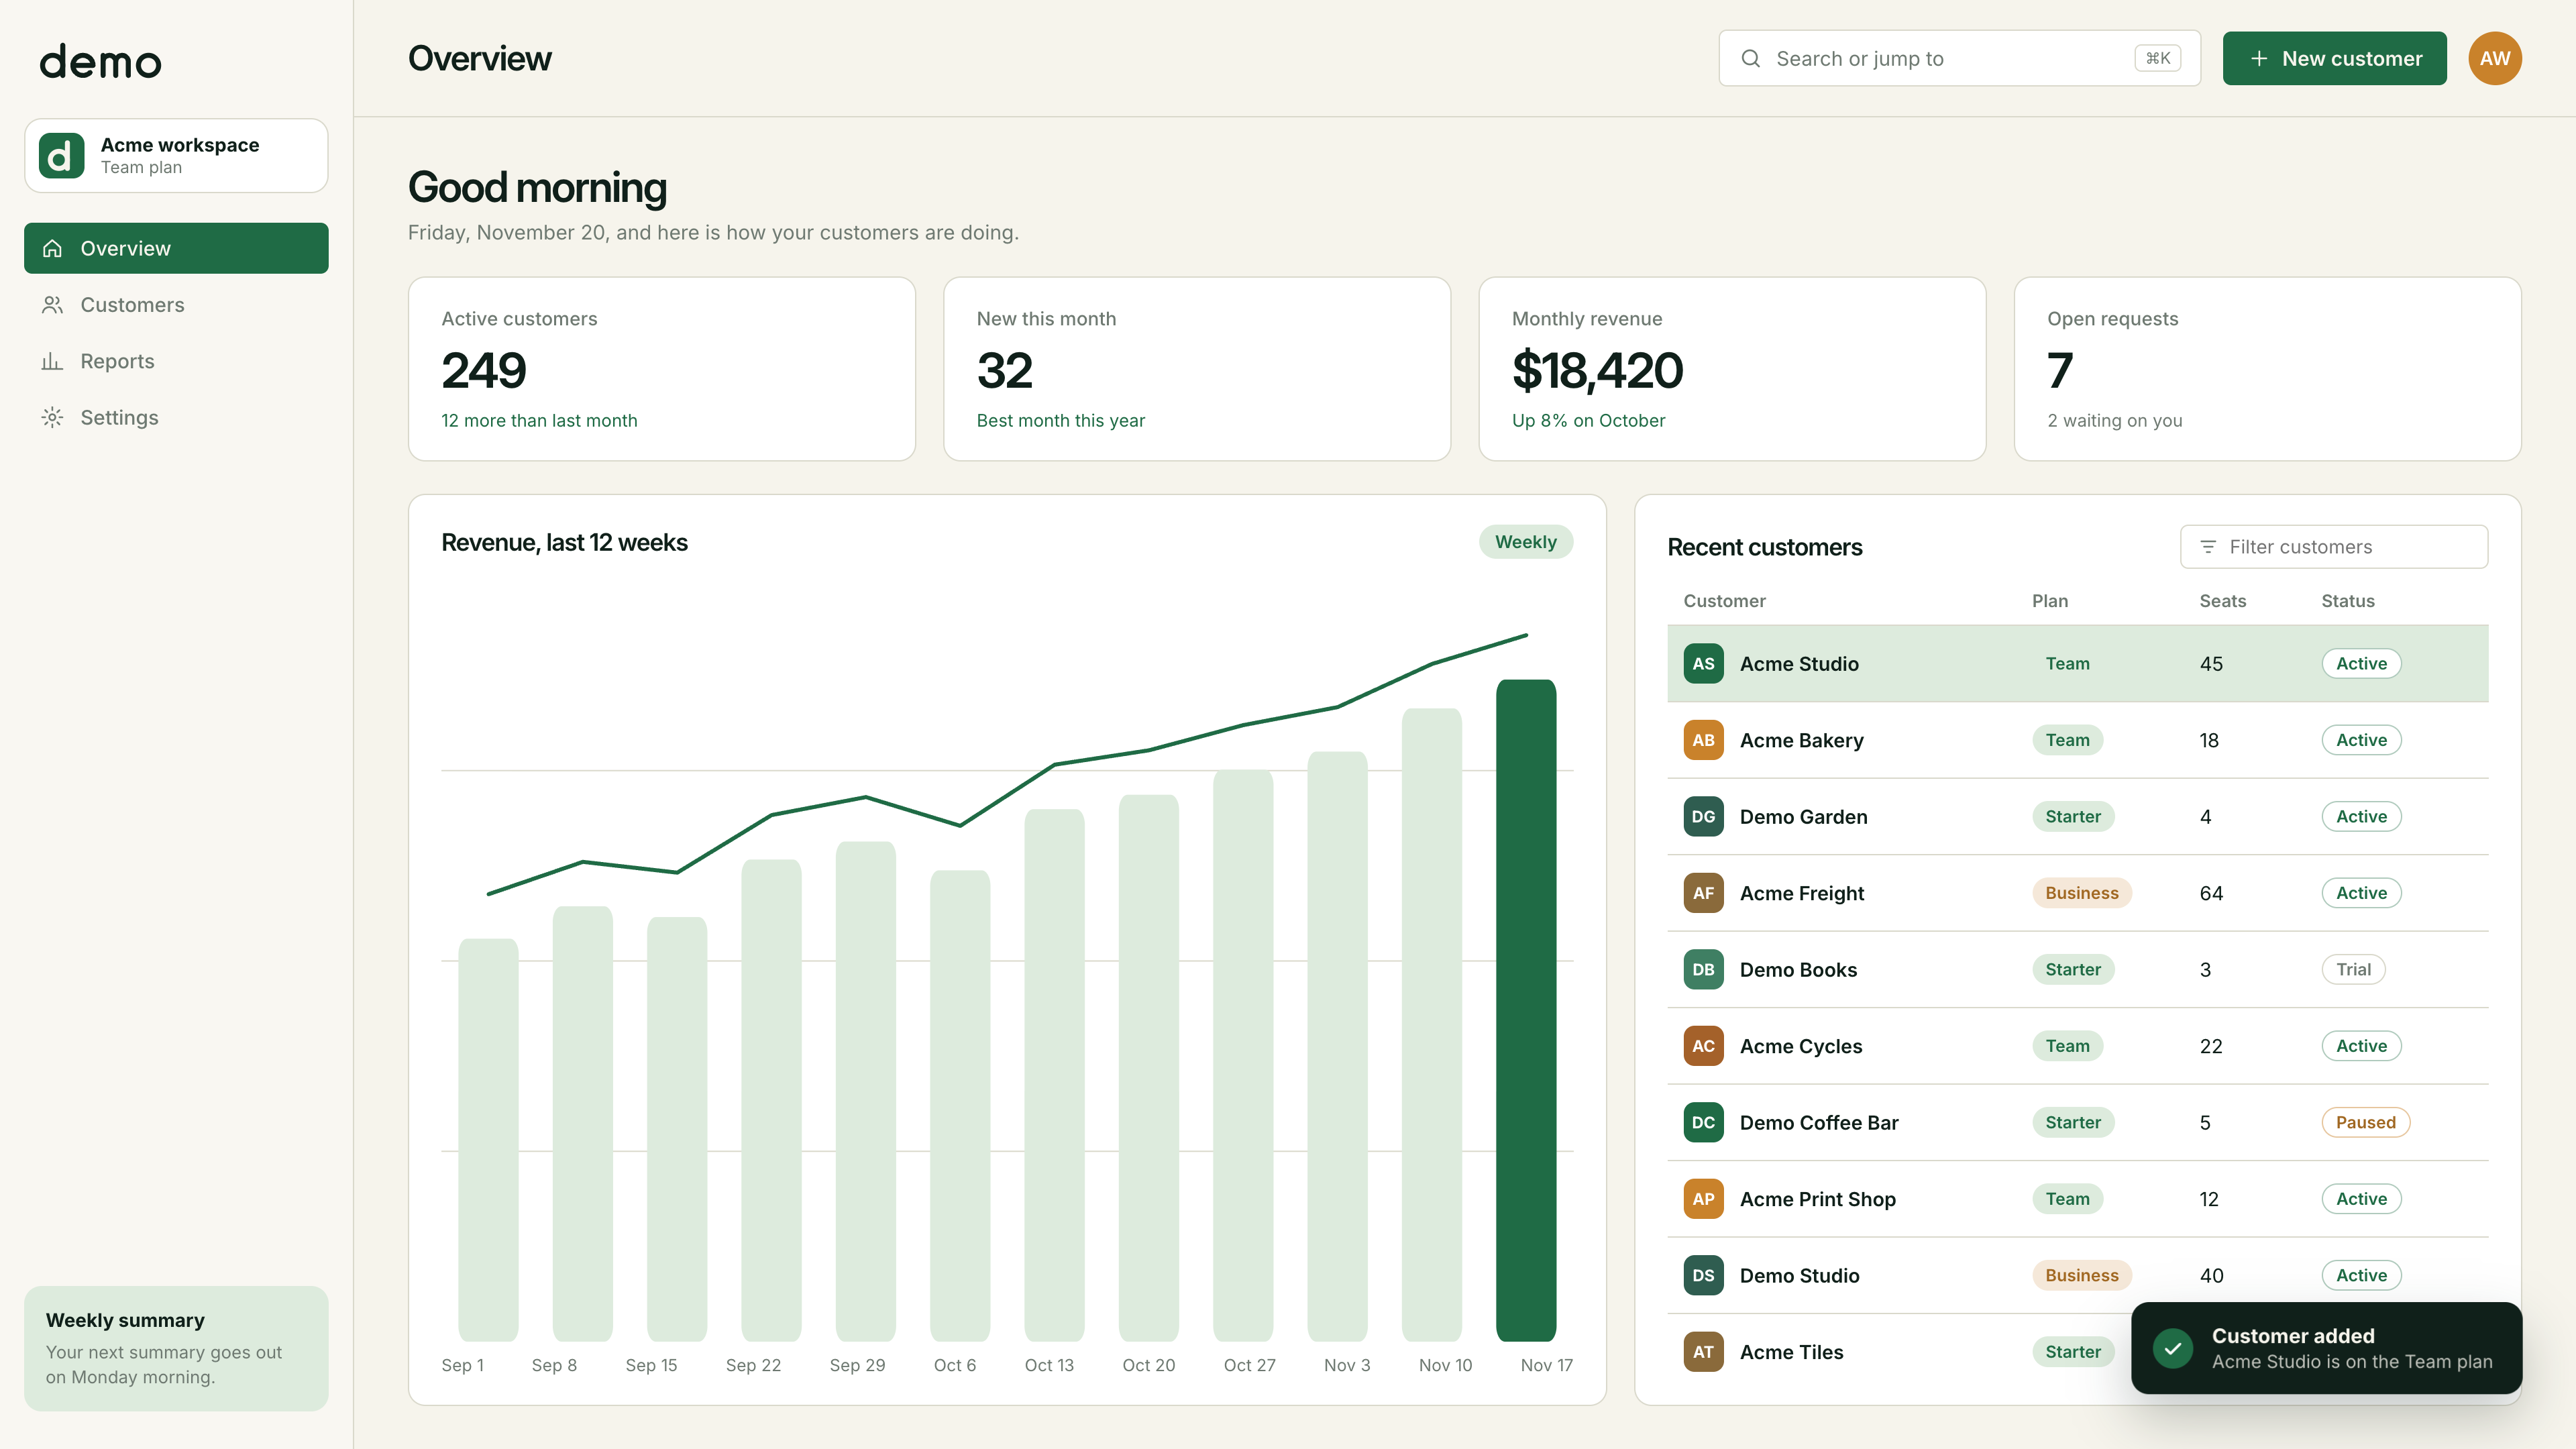 demo
d
Acme workspace
Team plan
Overview
Customers
Reports
Settings
Weekly summary
Your next summary goes out
on Monday morning.
Overview
Search or jump to
⌘K
New customer
AW
Good morning
Friday, November 20, and here is how your customers are doing.
Active customers
249
12 more than last month
New this month
32
Best month this year
Monthly revenue
$18,420
Up 8% on October
Open requests
7
2 waiting on you
Revenue, last 12 weeks
Weekly
Sep 1 Sep 8 Sep 15 Sep 22 Sep 29 Oct 6 Oct 13 Oct 20 Oct 27 Nov 3 Nov 10 Nov 17
Recent customers
Filter customers
Customer Plan Seats Status
AS Acme Studio Team 45 Active
AB Acme Bakery Team 18 Active
DG Demo Garden Starter 4 Active
AF Acme Freight Business 64 Active
DB Demo Books Starter 3 Trial
AC Acme Cycles Team 22 Active
DC Demo Coffee Bar Starter 5 Paused
AP Acme Print Shop Team 12 Active
DS Demo Studio Business 40 Active
AT Acme Tiles Starter
Customer added
Acme Studio is on the Team plan